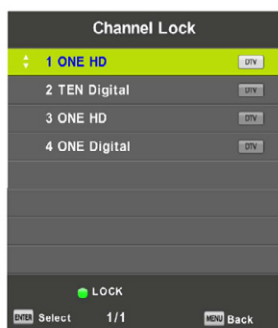 Channel Lock
1 ONE HD DTV
2 TEN Digital DTV
3 ONE HD DTV
4 ONE Digital DTV
LOCK
ENTER Select 1/1 MENU Back